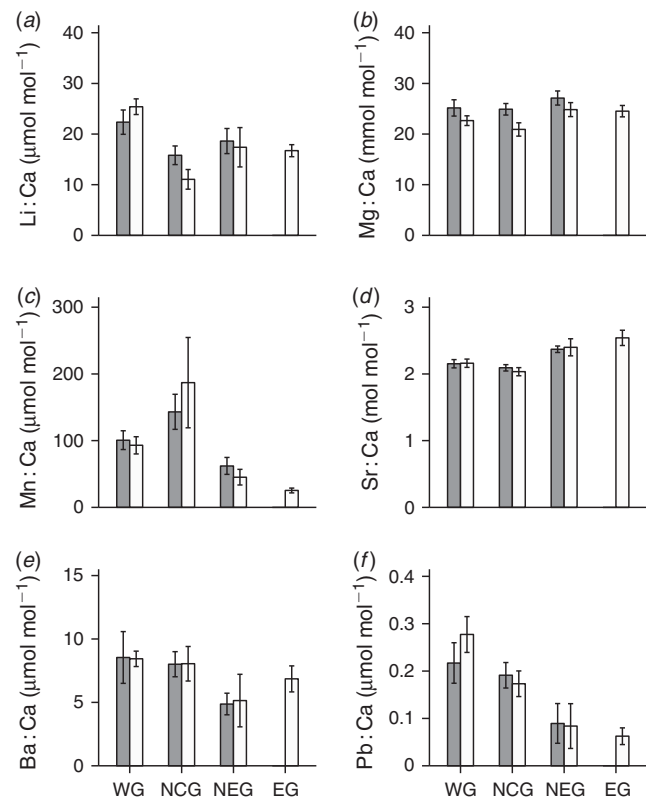 (a)
40
30
20
10
0
Li : Ca (µmol mol−1)
(b)
40
30
20
10
0
Mg : Ca (mmol mol−1)
(c)
300
200
100
0
Mn : Ca (µmol mol−1)
(d)
3
2
1
0
Sr : Ca (mol mol−1)
(e)
15
10
5
0
Ba : Ca (µmol mol−1)
WG NCG NEG EG
(f)
0.4
0.3
0.2
0.1
0
Pb : Ca (µmol mol−1)
WG NCG NEG EG